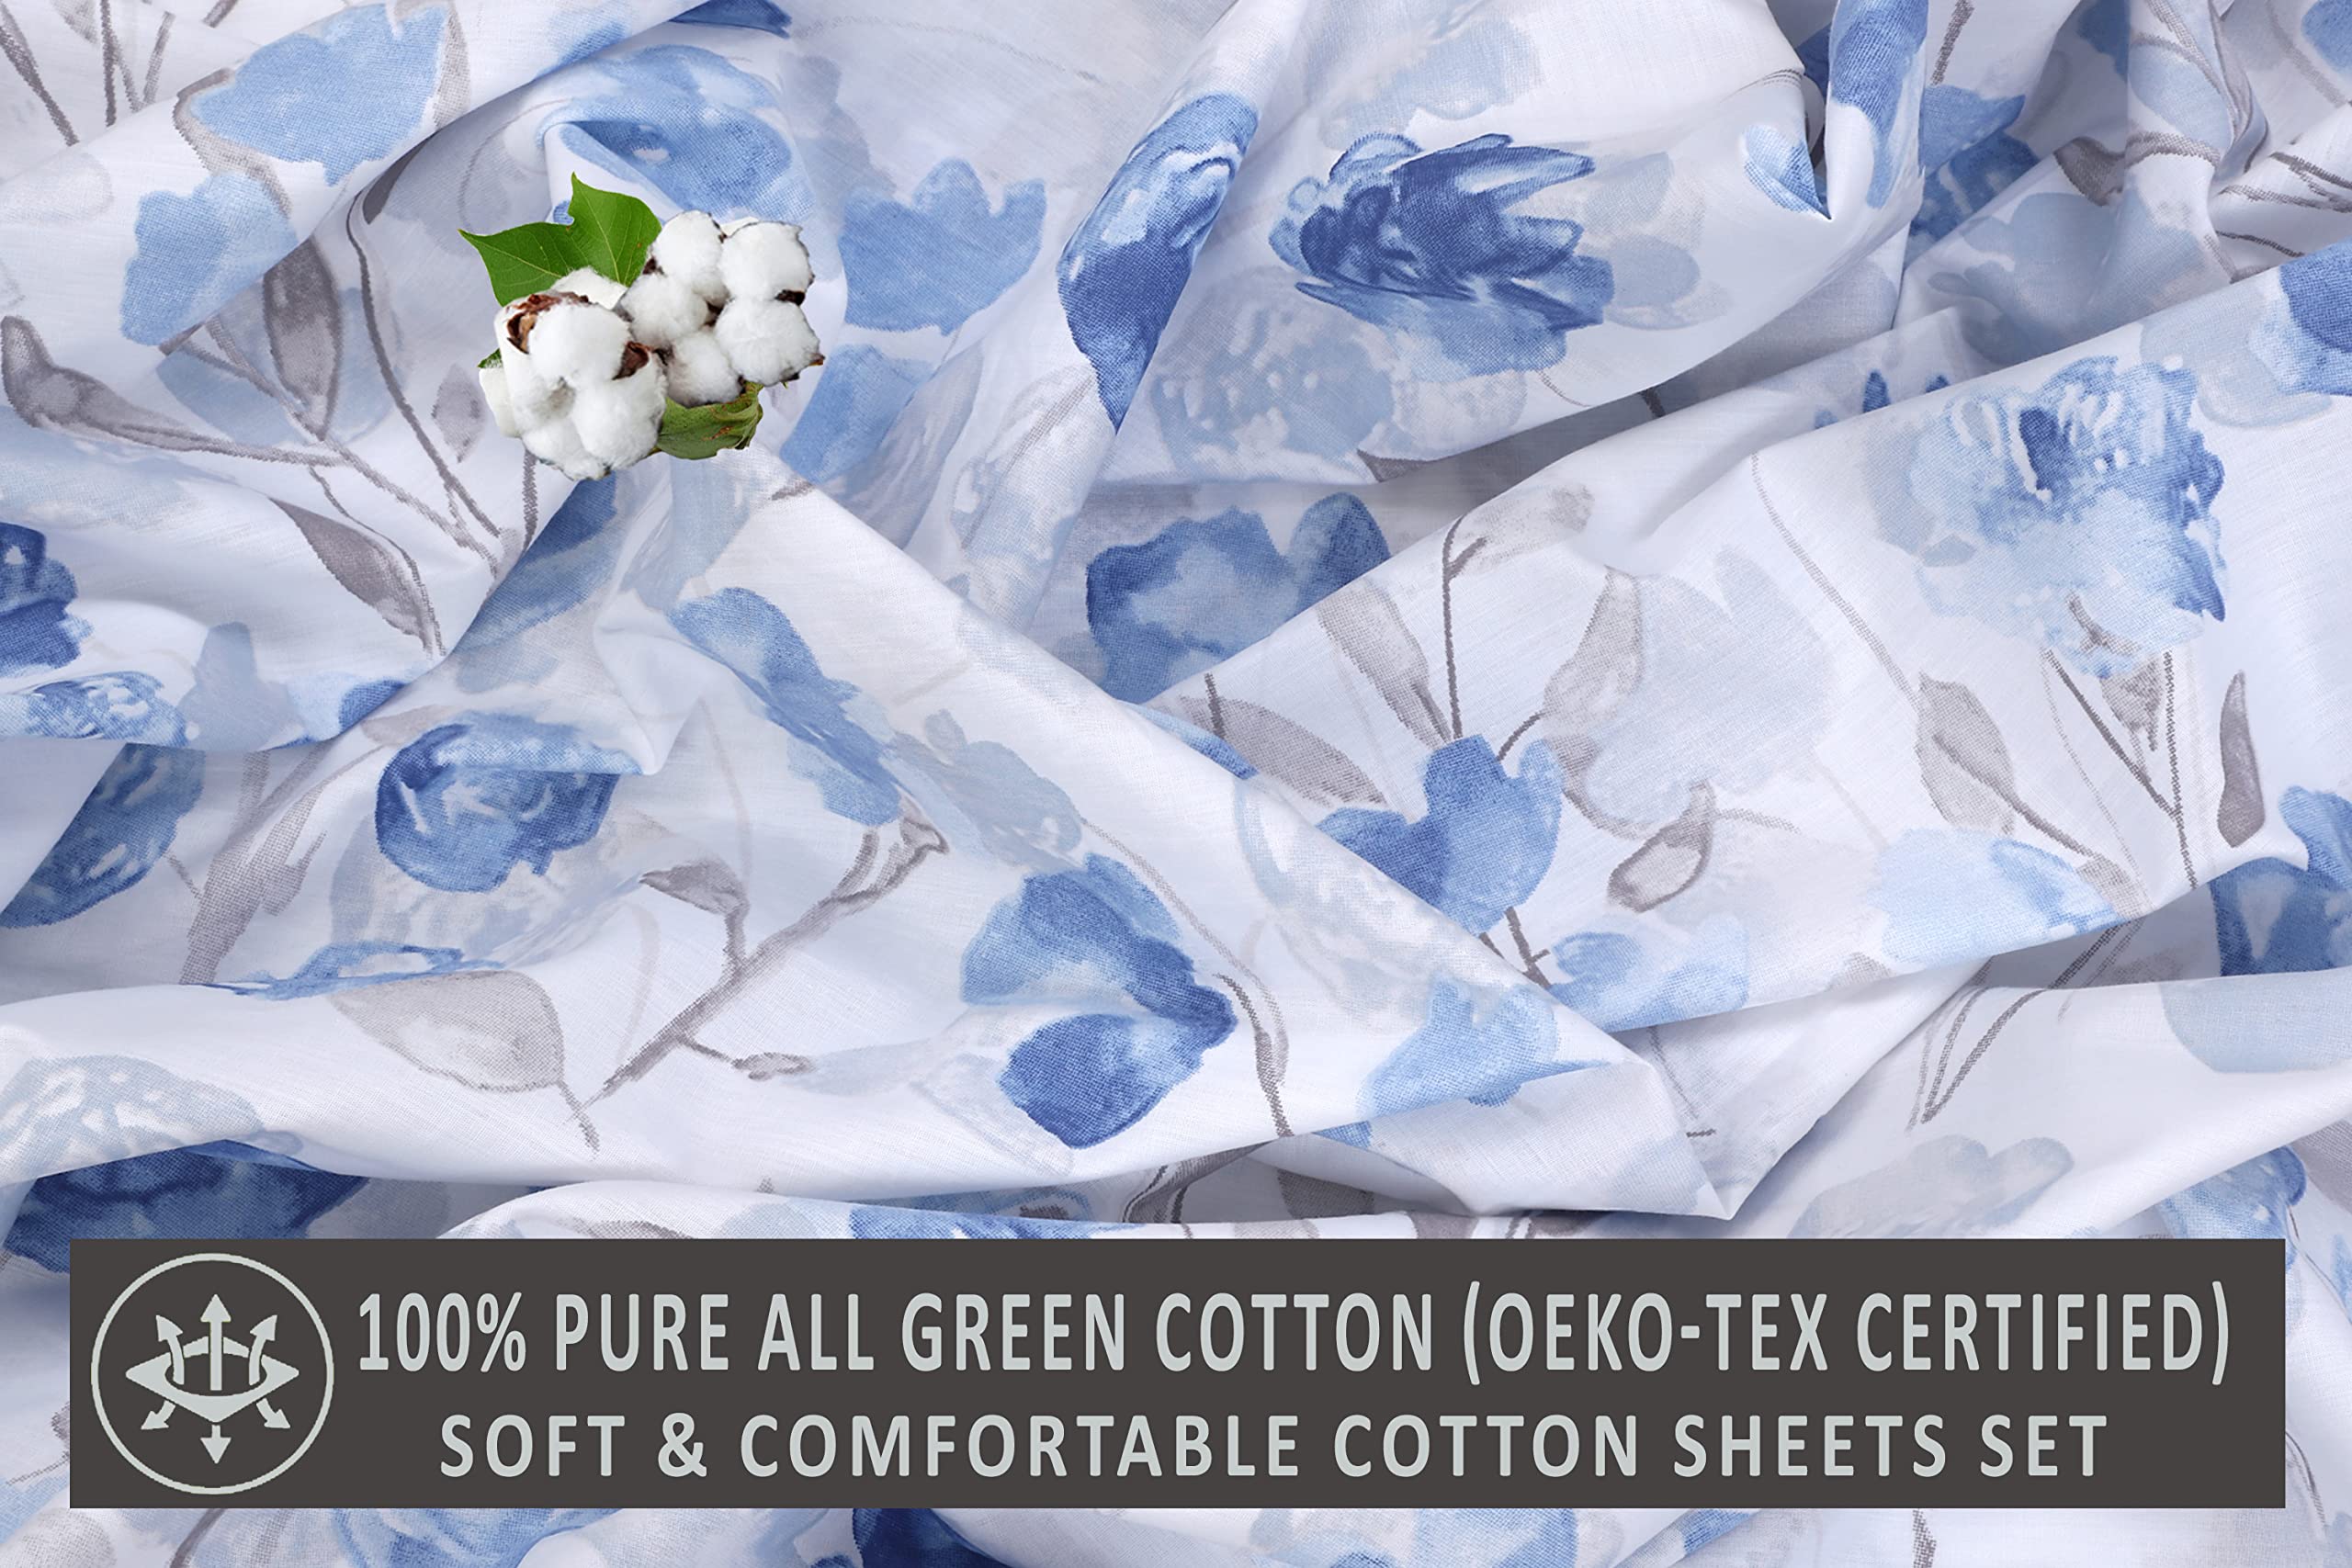 100% PURE ALL GREEN COTTON (OEKO-TEX CERTIFIED)
SOFT & COMFORTABLE COTTON SHEETS SET